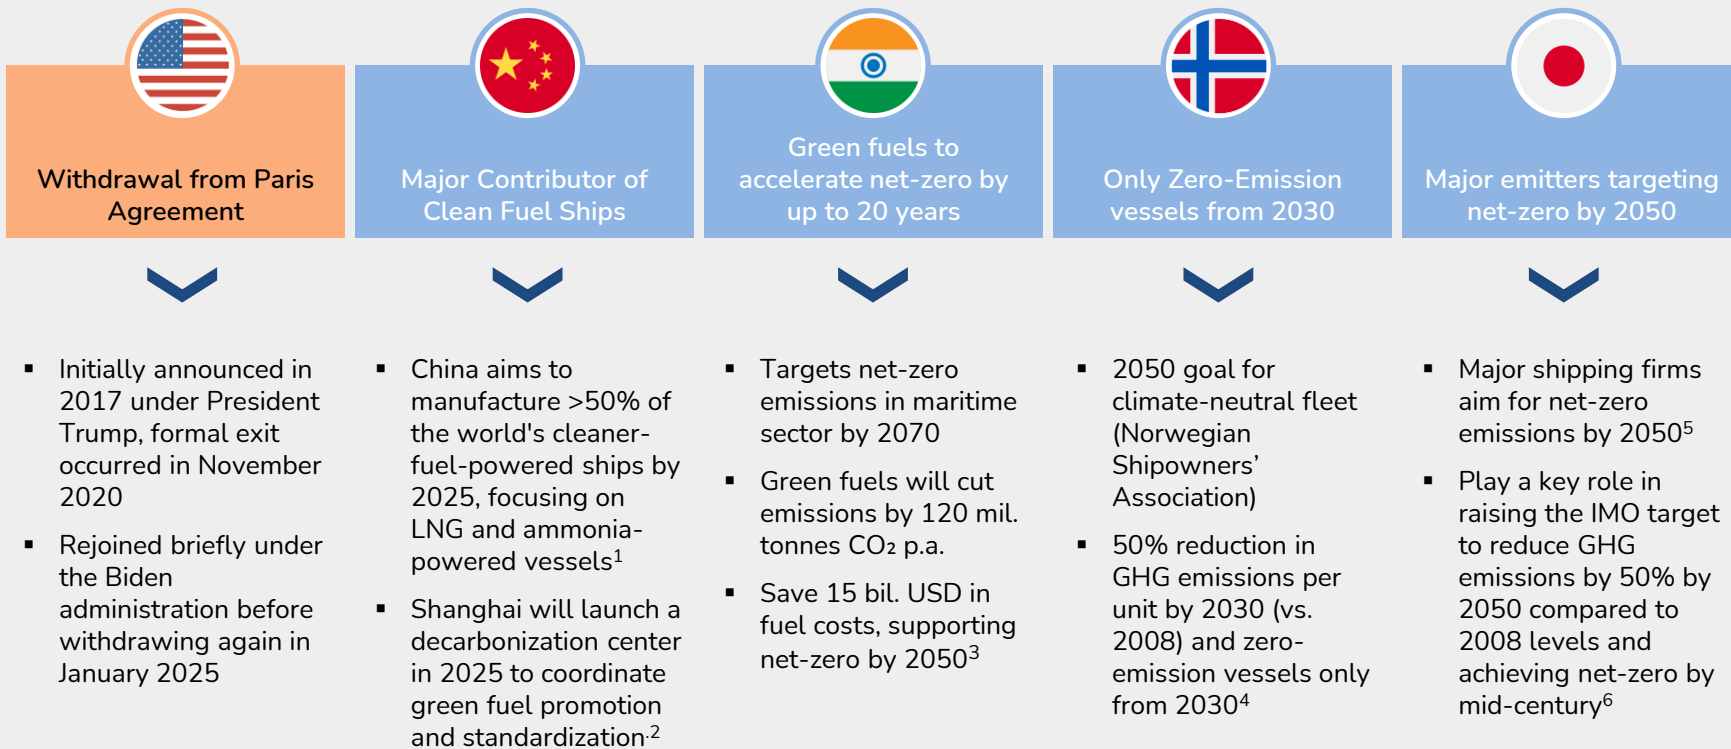 Withdrawal from Paris
Agreement
Major Contributor of
Clean Fuel Ships
Green fuels to
accelerate net-zero by
up to 20 years
Only Zero-Emission
vessels from 2030
Major emitters targeting
net-zero by 2050
▪ Initially announced in
2017 under President
Trump, formal exit
occurred in November
2020
▪ Rejoined briefly under
the Biden
administration before
withdrawing again in
January 2025
▪ China aims to
manufacture >50% of
the world's cleaner-
fuel-powered ships by
2025, focusing on
LNG and ammonia-
powered vessels¹
▪ Shanghai will launch a
decarbonization center
in 2025 to coordinate
green fuel promotion
and standardization.²
▪ Targets net-zero
emissions in maritime
sector by 2070
▪ Green fuels will cut
emissions by 120 mil.
tonnes CO₂ p.a.
▪ Save 15 bil. USD in
fuel costs, supporting
net-zero by 2050³
▪ 2050 goal for
climate-neutral fleet
(Norwegian
Shipowners’
Association)
▪ 50% reduction in
GHG emissions per
unit by 2030 (vs.
2008) and zero-
emission vessels only
from 2030⁴
▪ Major shipping firms
aim for net-zero
emissions by 2050⁵
▪ Play a key role in
raising the IMO target
to reduce GHG
emissions by 50% by
2050 compared to
2008 levels and
achieving net-zero by
mid-century⁶